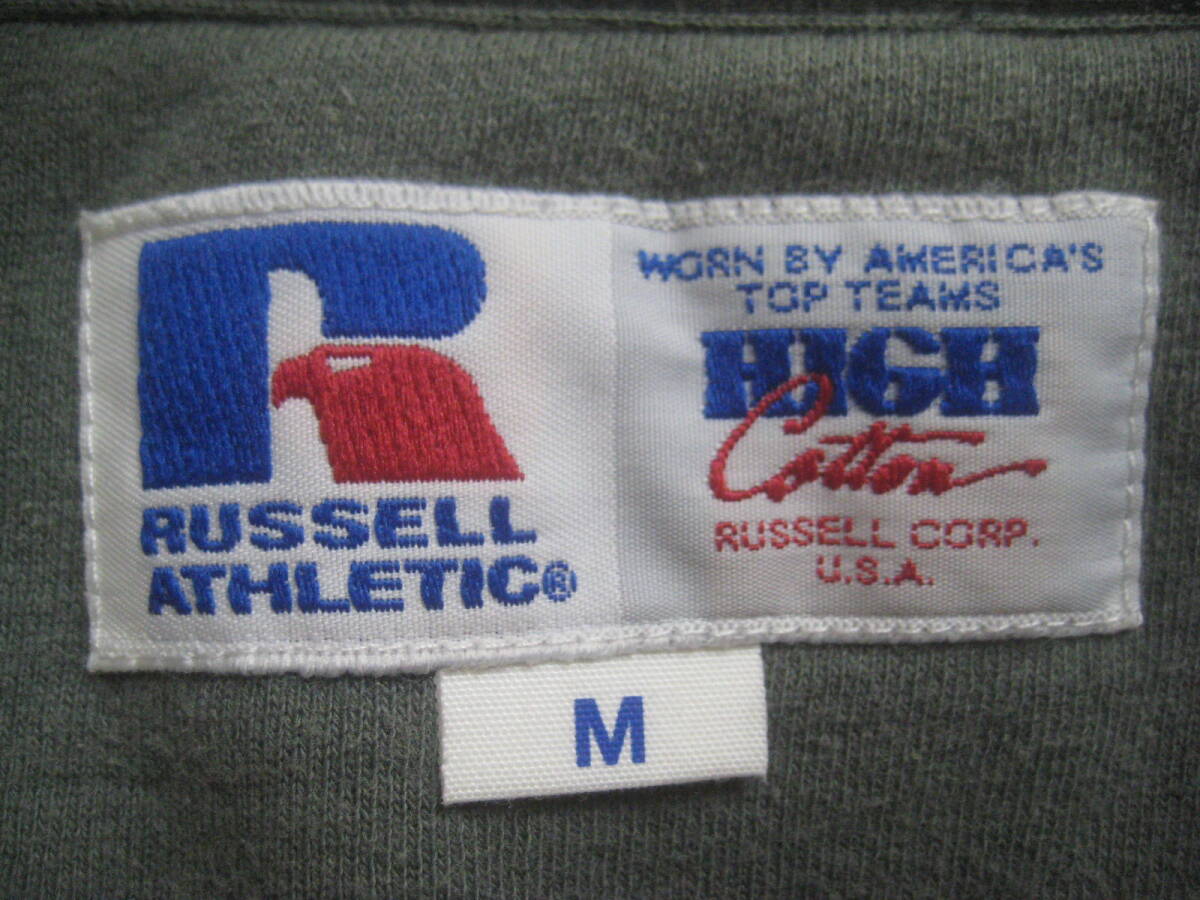 RUSSELL
ATHLETIC®
WORN BY AMERICA'S
TOP TEAMS
HIGH
Cotton
RUSSELL CORP.
U.S.A.
M